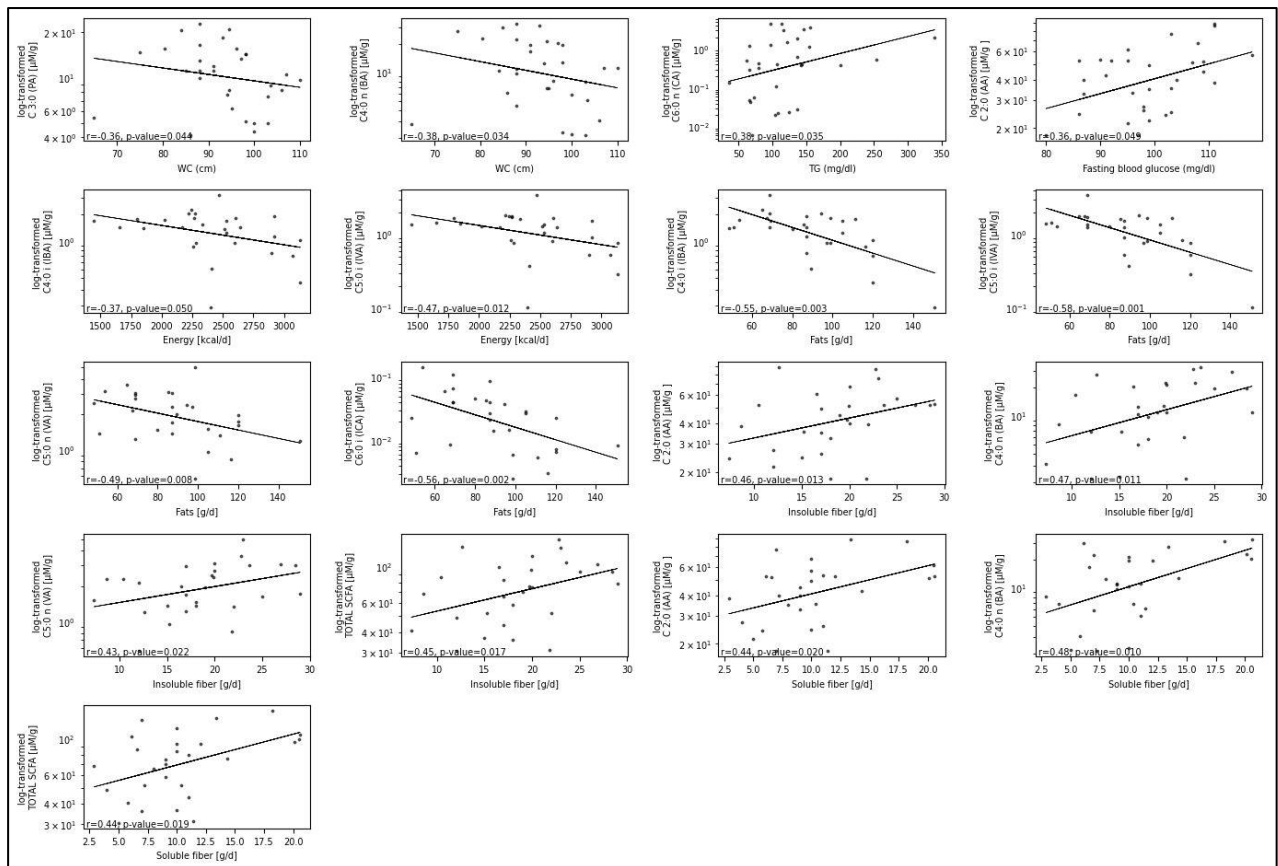 log-transformed
C 3:0 (PA) [µM/g]
2 × 10¹
10¹
6 × 10⁰
4 × 10⁰
r=-0.36, p-value=0.044
70 80 90 100 110
WC (cm)
log-transformed
C4:0 n (BA) [µM/g]
10¹
r=-0.38, p-value=0.034
70 80 90 100 110
WC (cm)
log-transformed
C6:0 n (CA) [µM/g]
10⁰
10⁻¹
10⁻²
r=0.38, p-value=0.035
50 100 150 200 250 300 350
TG (mg/dl)
log-transformed
C 2:0 (AA) [µM/g ]
6 × 10¹
4 × 10¹
3 × 10¹
2 × 10¹
r=0.36, p-value=0.049
80 90 100 110
Fasting blood glucose (mg/dl)
log-transformed
C4:0 i (IBA) [µM/g]
10⁰
r=-0.37, p-value=0.050
1500 1750 2000 2250 2500 2750 3000
Energy [kcal/d]
log-transformed
C5:0 i (IVA) [µM/g]
10⁰
10⁻¹
r=-0.47, p-value=0.012
1500 1750 2000 2250 2500 2750 3000
Energy [kcal/d]
log-transformed
C4:0 i (IBA) [µM/g]
10⁰
r=-0.55, p-value=0.003
60 80 100 120 140
Fats [g/d]
log-transformed
C5:0 i (IVA) [µM/g]
10⁰
10⁻¹
r=-0.58, p-value=0.001
60 80 100 120 140
Fats [g/d]
log-transformed
C5:0 n (VA) [µM/g]
10⁰
r=-0.49, p-value=0.008
60 80 100 120 140
Fats [g/d]
log-transformed
C6:0 i (ICA) [µM/g]
10⁻¹
10⁻²
r=-0.56, p-value=0.002
60 80 100 120 140
Fats [g/d]
log-transformed
C 2:0 (AA) [µM/g]
6 × 10¹
4 × 10¹
3 × 10¹
2 × 10¹
r=0.46, p-value=0.013
10 15 20 25 30
Insoluble fiber [g/d]
log-transformed
C4:0 n (BA) [µM/g]
10¹
r=0.47, p-value=0.011
10 15 20 25 30
Insoluble fiber [g/d]
log-transformed
C5:0 n (VA) [µM/g]
10⁰
r=0.43, p-value=0.022
10 15 20 25 30
Insoluble fiber [g/d]
log-transformed
TOTAL SCFA [µM/g]
10²
6 × 10¹
4 × 10¹
3 × 10¹
r=0.45, p-value=0.017
10 15 20 25 30
Insoluble fiber [g/d]
log-transformed
C 2:0 (AA) [µM/g]
6 × 10¹
4 × 10¹
3 × 10¹
2 × 10¹
r=0.44, p-value=0.020
2.5 5.0 7.5 10.0 12.5 15.0 17.5 20.0
Soluble fiber [g/d]
log-transformed
C4:0 n (BA) [µM/g]
10¹
r=0.48, p-value=0.010
2.5 5.0 7.5 10.0 12.5 15.0 17.5 20.0
Soluble fiber [g/d]
log-transformed
TOTAL SCFA [µM/g]
10²
6 × 10¹
4 × 10¹
3 × 10¹
r=0.44, p-value=0.019
2.5 5.0 7.5 10.0 12.5 15.0 17.5 20.0
Soluble fiber [g/d]